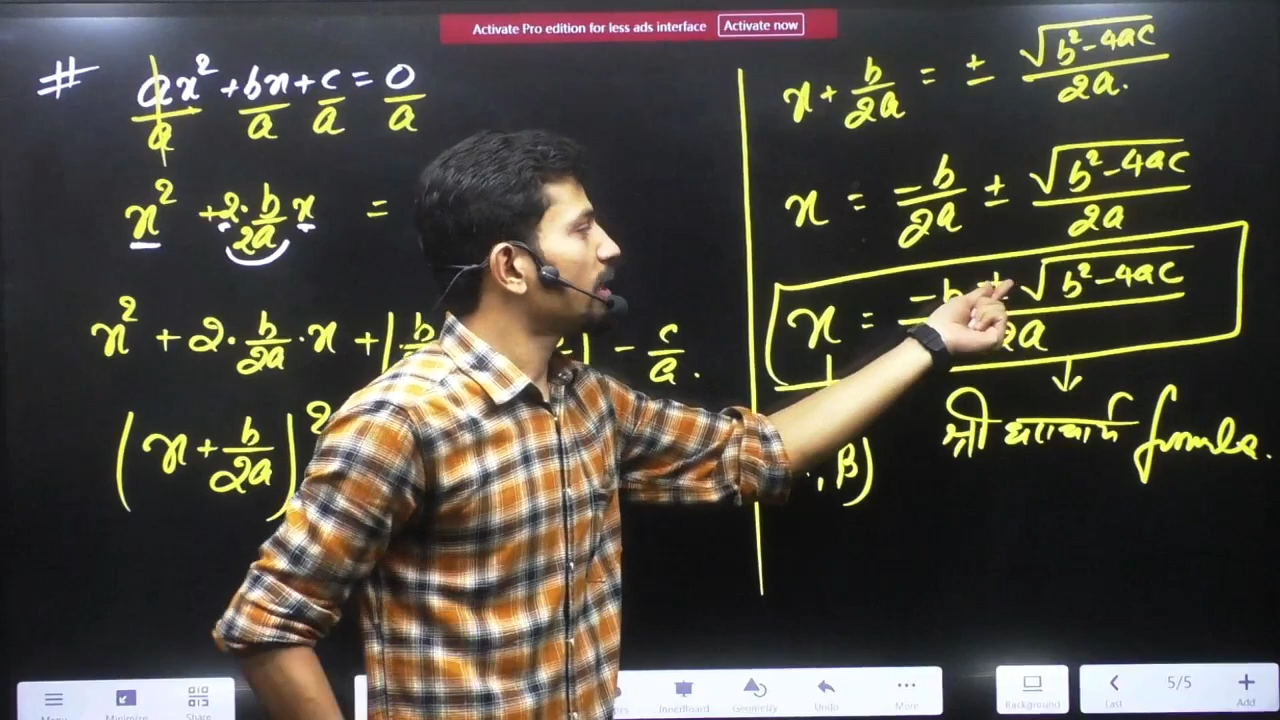 Activate Pro edition for less ads interface Activate now
# ax²/a + bx/a + c/a = 0/a
x² + 2·b/2a x =
x² + 2·b/2a·x + - c/a.
(x + b/2a)²
x + b/2a = ± √b²-4ac/2a.
x = -b/2a ± √b²-4ac/2a
x = -b ± √b²-4ac/2a
श्री धराचार्य formula.
, β)
Menu Minimize Share InnerBoard Geometry Undo More Background Last 5/5 Add